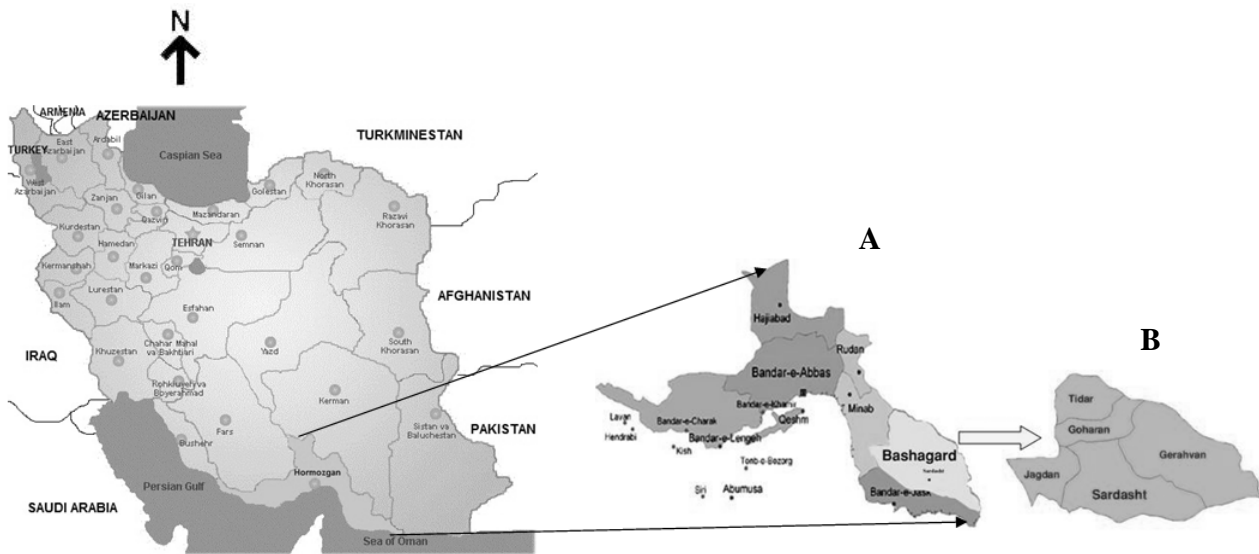 N
ARMENIA
AZERBAIJAN
TURKMINESTAN
TURKEY
East
Azarbaijan
Ardabil
Caspian Sea
West
Azarbaijan
Gilan
Golestan
North
Khorasan
Zanjan
Qazvin
Mazandaran
Razavi
Khorasan
Kurdestan
Hamedan
TEHRAN
Semnan
Kermanshah
Markazi
Qom
Ilam
Lurestan
Esfahan
AFGHANISTAN
IRAQ
Khuzestan
Chahar Mahal
va Bakhtiari
Yazd
South
Khorasan
Kohkiluyeh va
Boyerahmad
Kerman
Fars
Bushehr
Sistan va
Baluchestan
PAKISTAN
Hormozgan
Persian Gulf
SAUDI ARABIA
Sea of Oman
A
Hajiabad
Rudan
Bandar-e-Abbas
Minab
Bandar-e-Khamir
Qeshm
Lavan
Bandar-e-Charak
Hendrabi
Bandar-e-Lengeh
Kish
Tonb-e-Bozorg
Siri
Abumusa
Bashagard
Sardasht
Bandar-e-Jask
B
Tidar
Goharan
Gerahvan
Jagdan
Sardasht